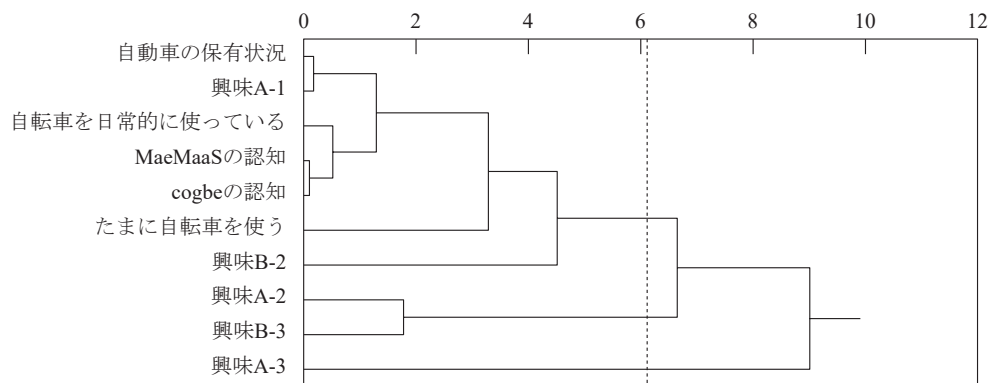 0 2 4 6 8 10 12
自動車の保有状況
興味A-1
自転車を日常的に使っている
MaeMaaSの認知
cogbeの認知
たまに自転車を使う
興味B-2
興味A-2
興味B-3
興味A-3